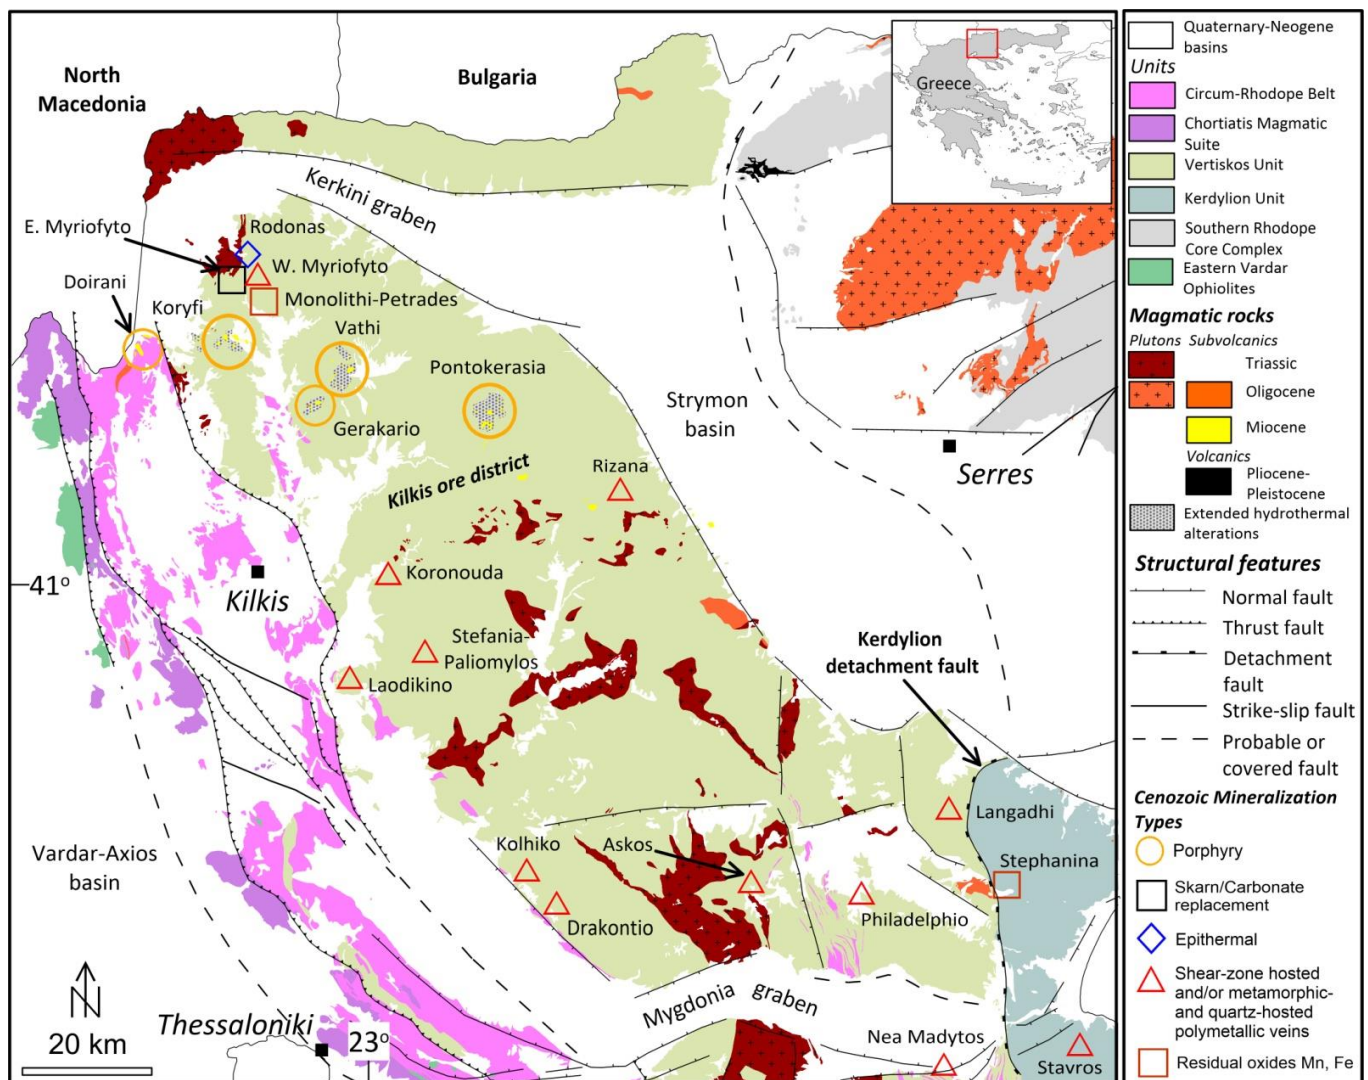 North
Macedonia
Bulgaria
Greece
Kerkini graben
E. Myriofyto
Rodonas
W. Myriofyto
Doirani
Koryfi
Monolithi-Petrades
Vathi
Pontokerasia
Gerakario
Strymon
basin
Kilkis ore district
Rizana
Serres
41°
Koronouda
Kilkis
Stefania-
Paliomylos
Laodikino
Kerdylion
detachment fault
Langadhi
Vardar-Axios
basin
Kolhiko
Askos
Stephanina
Drakontio
Philadelphio
N
20 km
Thessaloniki
23°
Mygdonia graben
Nea Madytos
Stavros
Quaternary-Neogene
basins
Units
Circum-Rhodope Belt
Chortiatis Magmatic
Suite
Vertiskos Unit
Kerdylion Unit
Southern Rhodope
Core Complex
Eastern Vardar
Ophiolites
Magmatic rocks
Plutons Subvolcanics
Triassic
Oligocene
Miocene
Volcanics
Pliocene-
Pleistocene
Extended hydrothermal
alterations
Structural features
Normal fault
Thrust fault
Detachment
fault
Strike-slip fault
Probable or
covered fault
Cenozoic Mineralization
Types
Porphyry
Skarn/Carbonate
replacement
Epithermal
Shear-zone hosted
and/or metamorphic-
and quartz-hosted
polymetallic veins
Residual oxides Mn, Fe